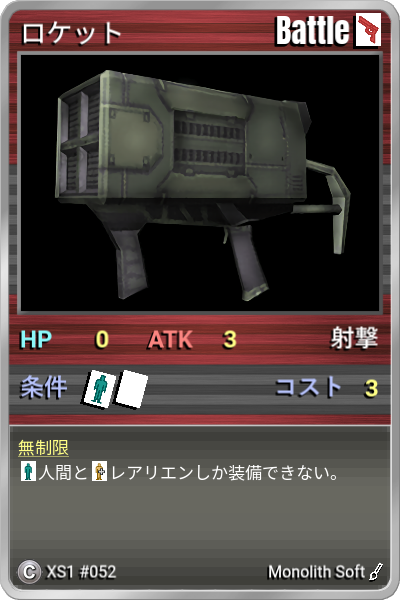 ロケット Battle
HP 0 ATK 3 射撃
条件 コスト 3
無制限
人間とレアリエンしか装備できない。
© XS1 #052 Monolith Soft